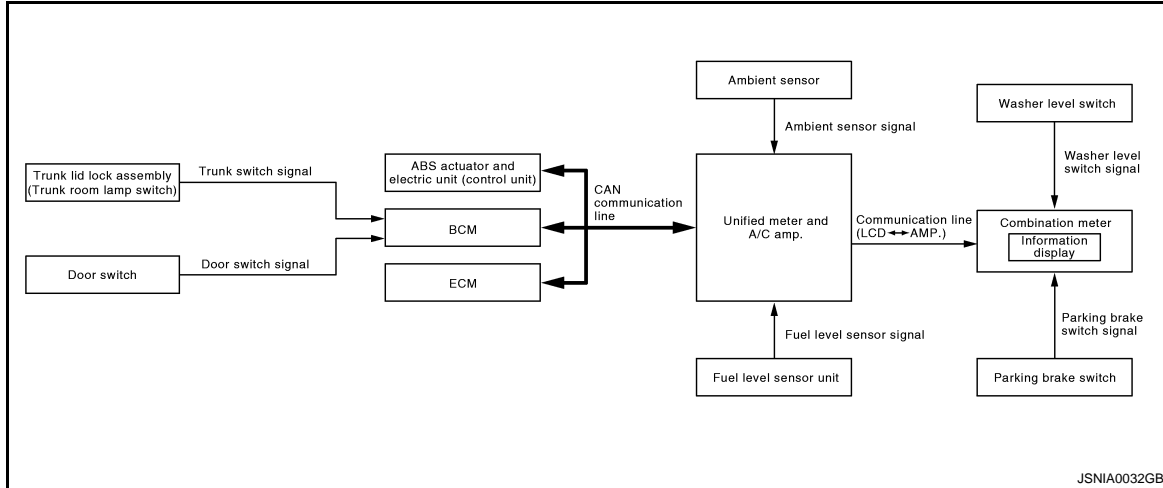 Ambient sensor
Ambient sensor signal
Washer level switch
Washer level
switch signal
Trunk lid lock assembly
(Trunk room lamp switch)
Trunk switch signal
ABS actuator and
electric unit (control unit)
CAN
communication
line
BCM
Unified meter and
A/C amp.
Communication line
(LCD ↔ AMP.)
Combination meter
Information
display
Door switch
Door switch signal
ECM
Fuel level sensor signal
Fuel level sensor unit
Parking brake
switch signal
Parking brake switch
JSNIA0032GB